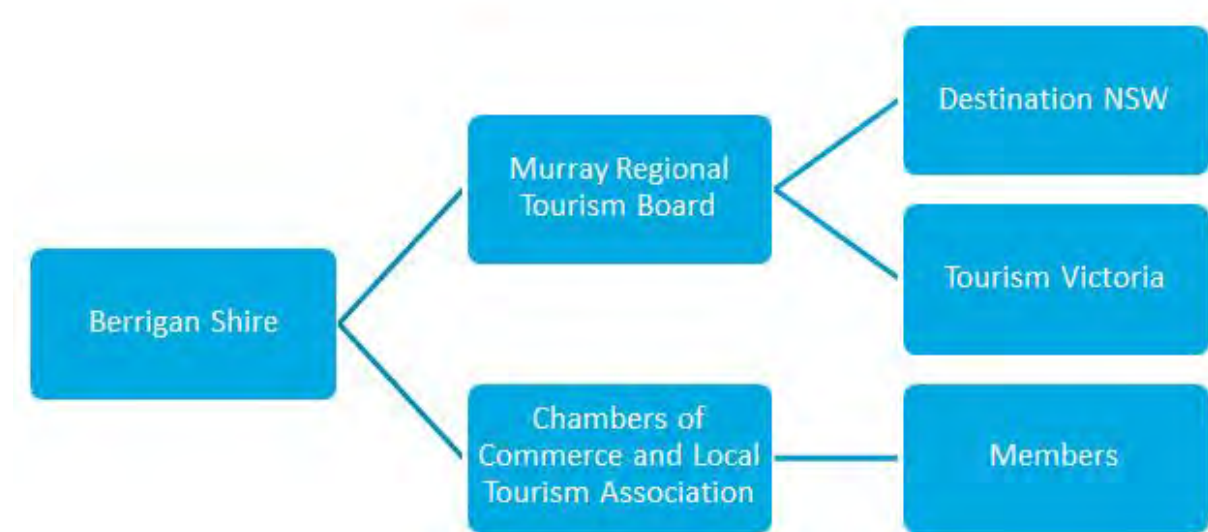 Berrigan Shire
Murray Regional
Tourism Board
Destination NSW
Tourism Victoria
Chambers of
Commerce and Local
Tourism Association
Members